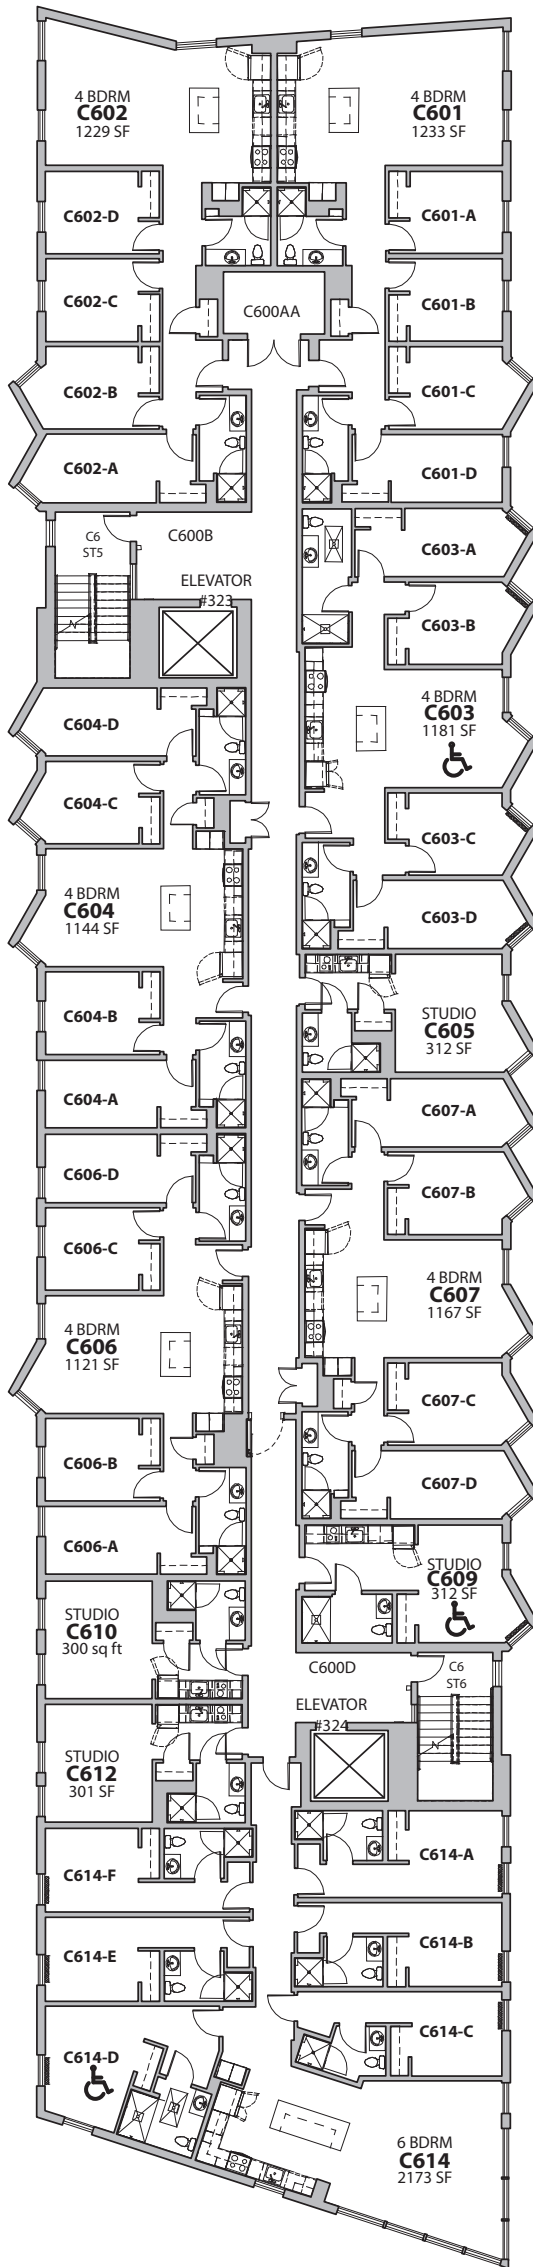 4 BDRM
C602
1229 SF
4 BDRM
C601
1233 SF
C602-D
C601-A
C602-C
C601-B
C600AA
C602-B
C601-C
C602-A
C601-D
C6
ST5
C600B
C603-A
ELEVATOR
#323
C603-B
4 BDRM
C603
1181 SF
C604-D
C604-C
C603-C
4 BDRM
C604
1144 SF
C603-D
C604-B
STUDIO
C605
312 SF
C604-A
C607-A
C606-D
C607-B
C606-C
4 BDRM
C607
1167 SF
4 BDRM
C606
1121 SF
C607-C
C606-B
C607-D
C606-A
STUDIO
C609
312 SF
STUDIO
C610
300 sq ft
C600D
C6
ST6
ELEVATOR
#324
STUDIO
C612
301 SF
C614-A
C614-F
C614-B
C614-E
C614-C
C614-D
6 BDRM
C614
2173 SF